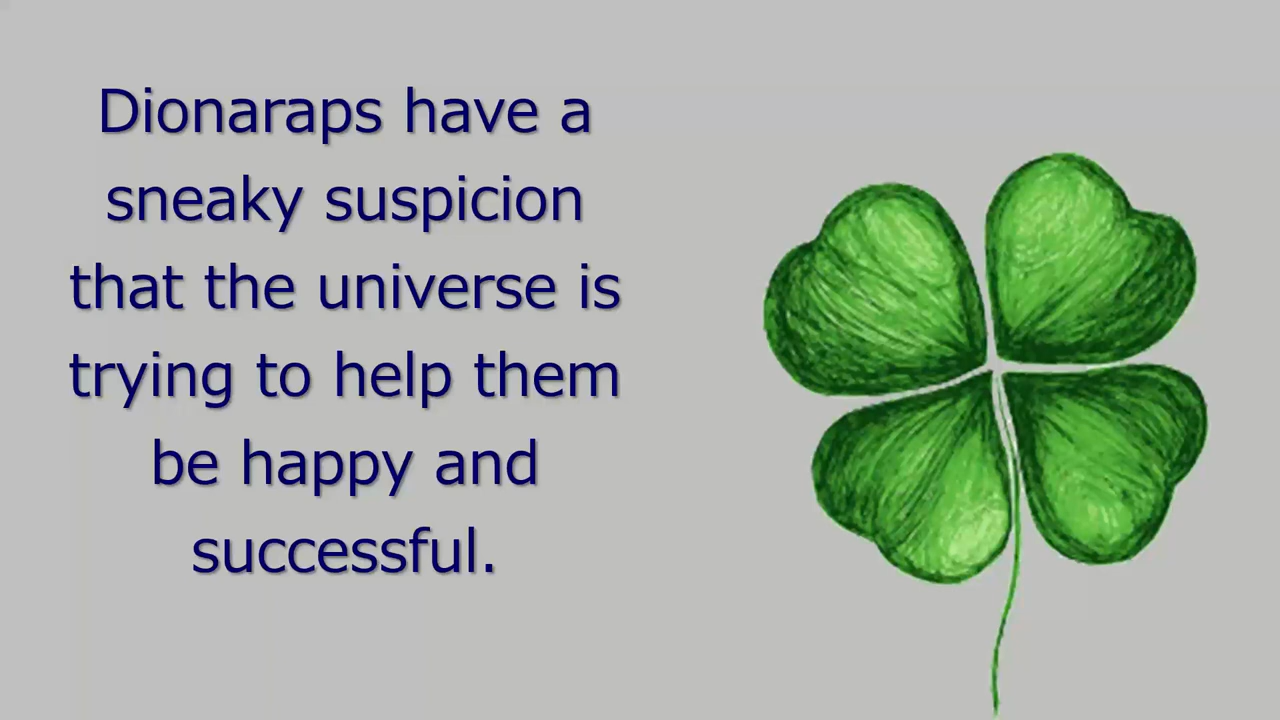 Dionaraps have a
sneaky suspicion
that the universe is
trying to help them
be happy and
successful.